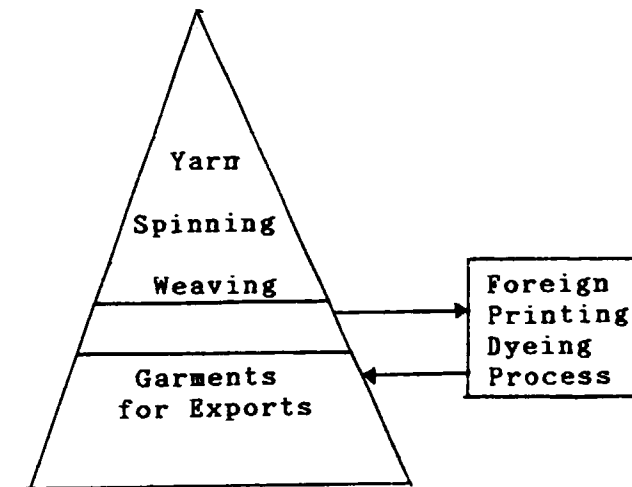 Yarn
Spinning
Weaving
Garments
for Exports
Foreign
Printing
Dyeing
Process